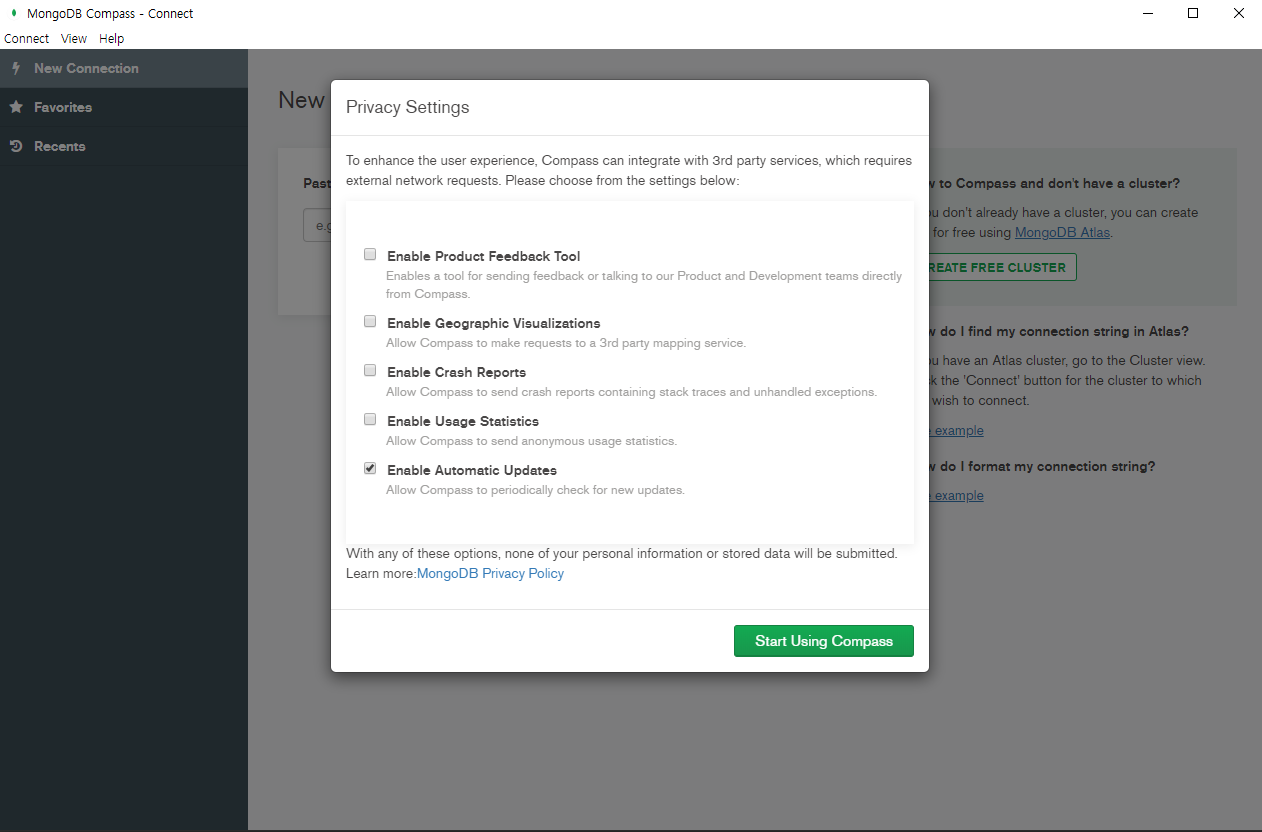 MongoDB Compass - Connect
Connect View Help
New Connection
Favorites
Recents
New
Privacy Settings
To enhance the user experience, Compass can integrate with 3rd party services, which requires
external network requests. Please choose from the settings below:
Enable Product Feedback Tool
Enables a tool for sending feedback or talking to our Product and Development teams directly
from Compass.
Enable Geographic Visualizations
Allow Compass to make requests to a 3rd party mapping service.
Enable Crash Reports
Allow Compass to send crash reports containing stack traces and unhandled exceptions.
Enable Usage Statistics
Allow Compass to send anonymous usage statistics.
Enable Automatic Updates
Allow Compass to periodically check for new updates.
With any of these options, none of your personal information or stored data will be submitted.
Learn more:MongoDB Privacy Policy
Start Using Compass
Past
e.g
w to Compass and don't have a cluster?
ou don't already have a cluster, you can create
for free using MongoDB Atlas.
REATE FREE CLUSTER
w do I find my connection string in Atlas?
ou have an Atlas cluster, go to the Cluster view.
ck the 'Connect' button for the cluster to which
wish to connect.
e example
w do I format my connection string?
e example